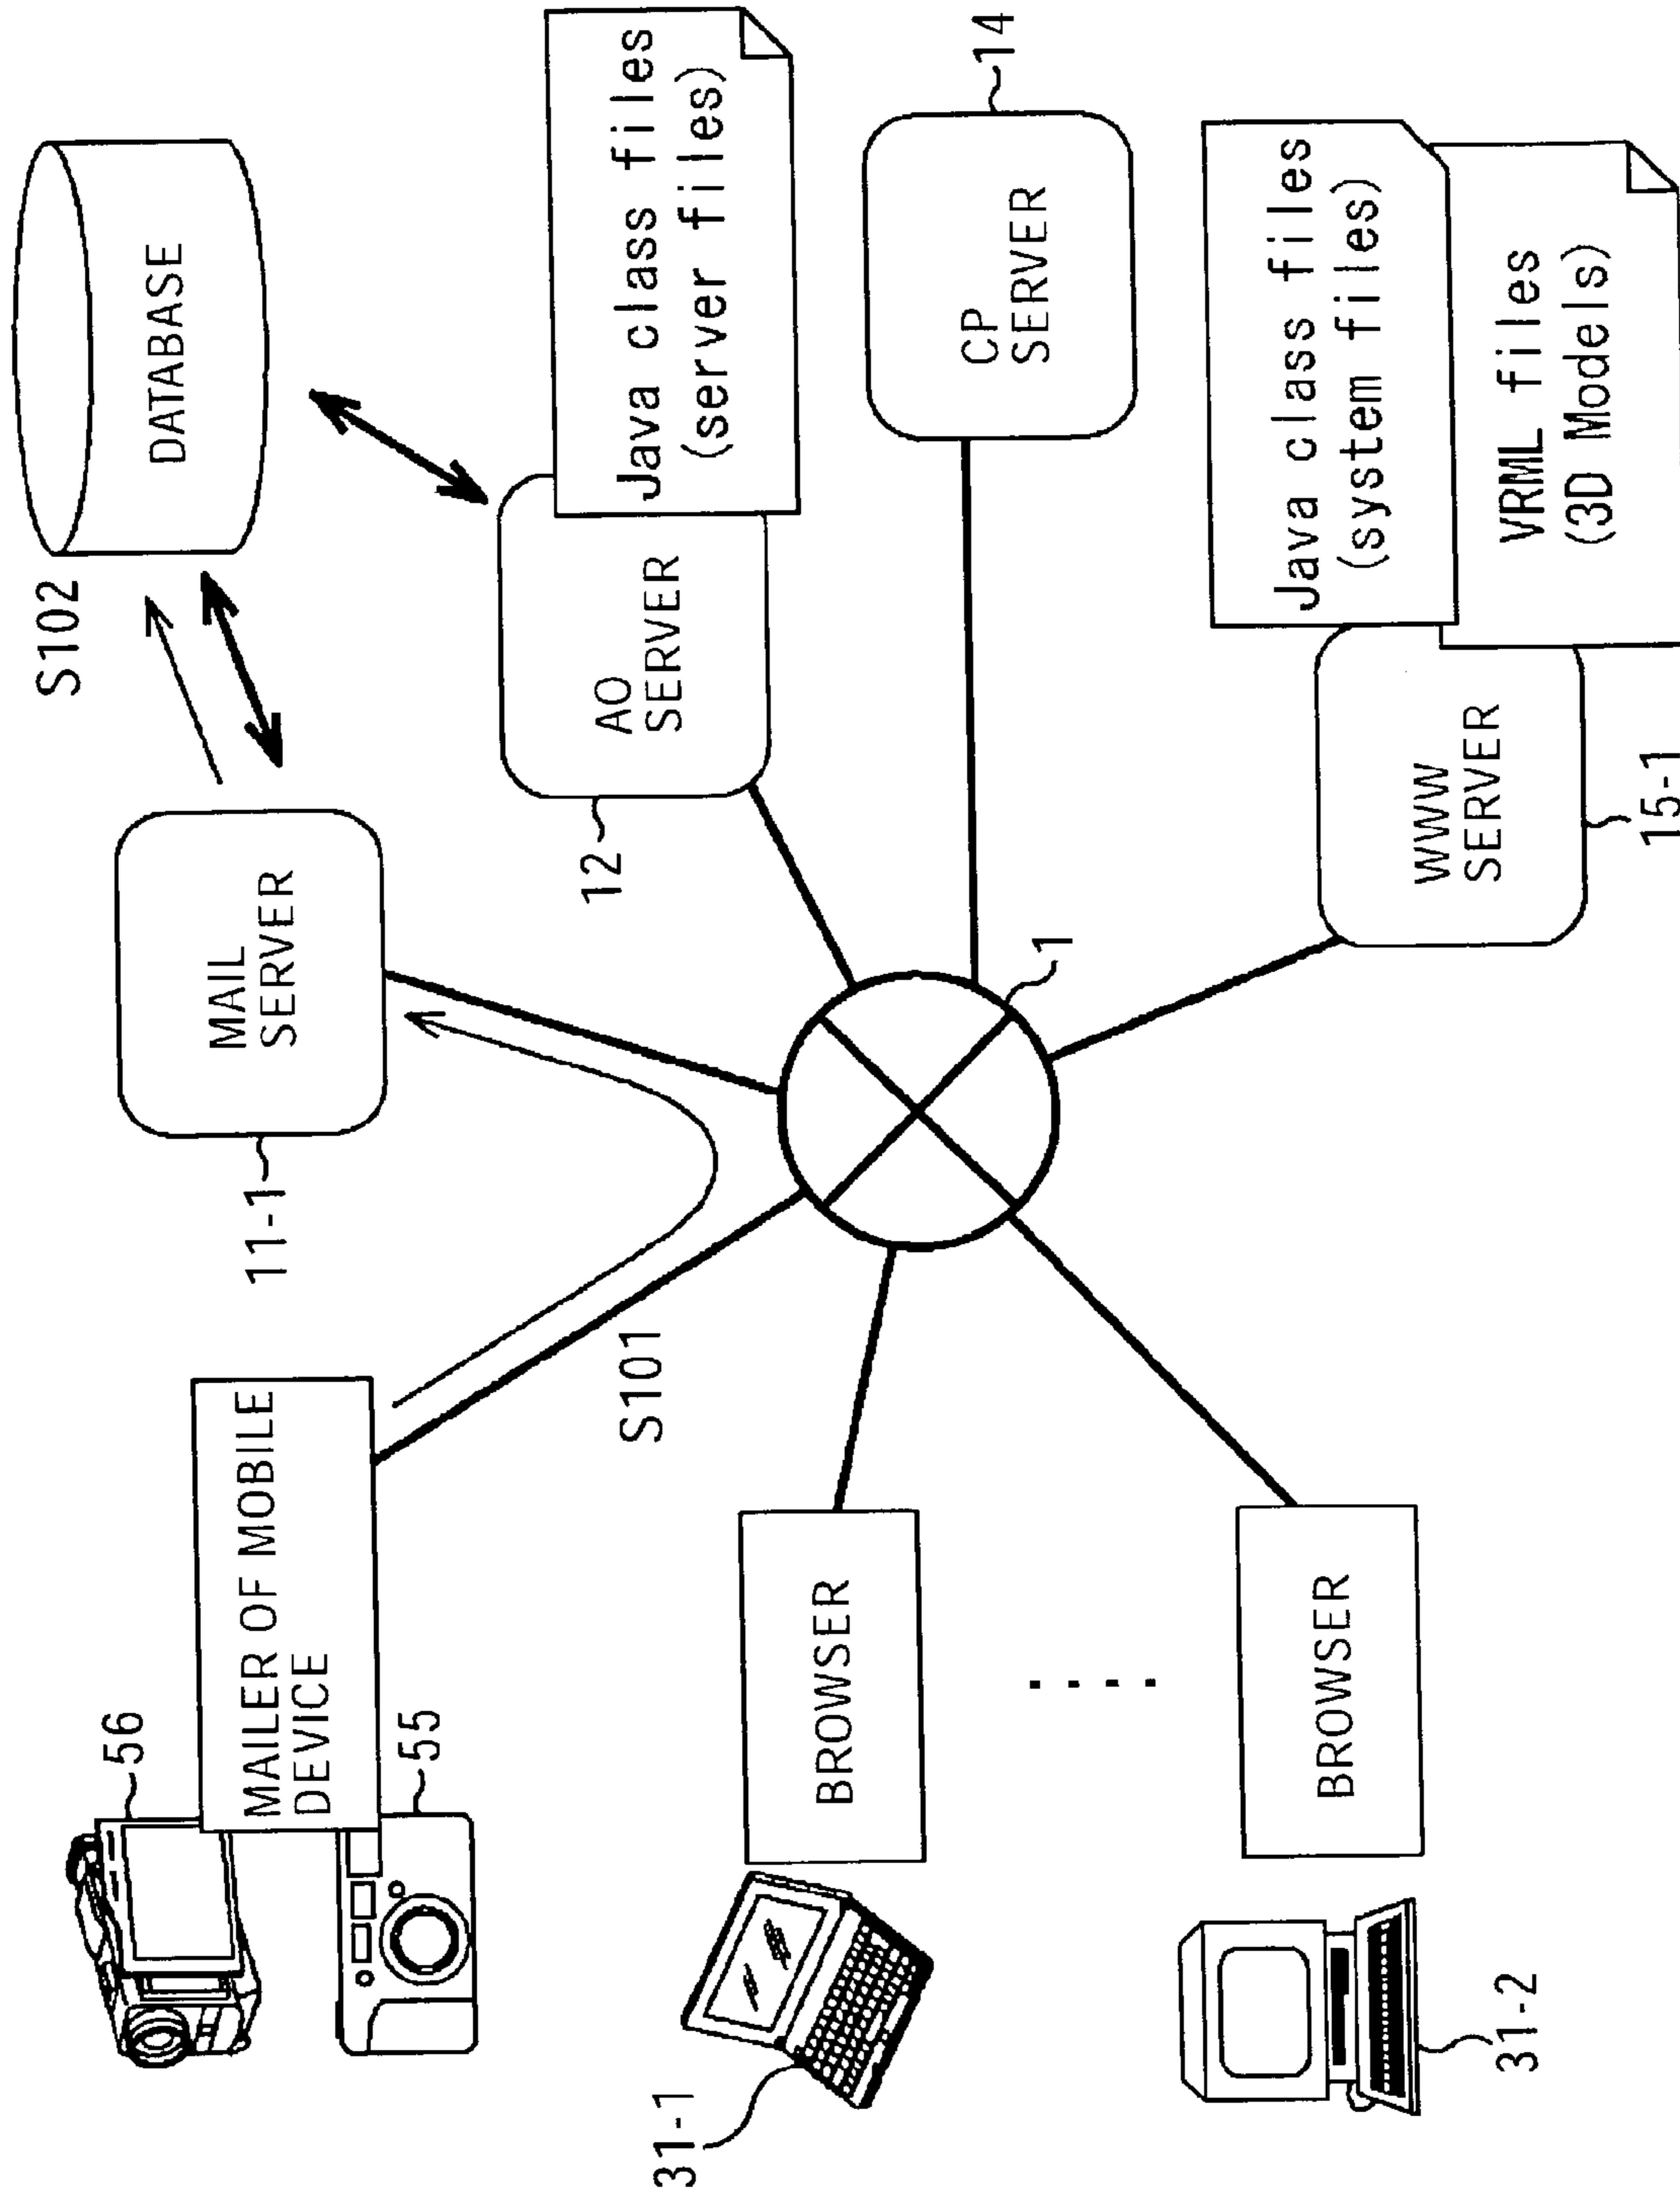 56
MAILER OF MOBILE
DEVICE
55
S101
11-1
MAIL
SERVER
S102
DATABASE
12
AO
SERVER
Java class files
(server files)
CP
SERVER
14
1
31-1
BROWSER
31-2
BROWSER
WWW
SERVER
15-1
Java class files
(system files)
VRML files
(3D Models)